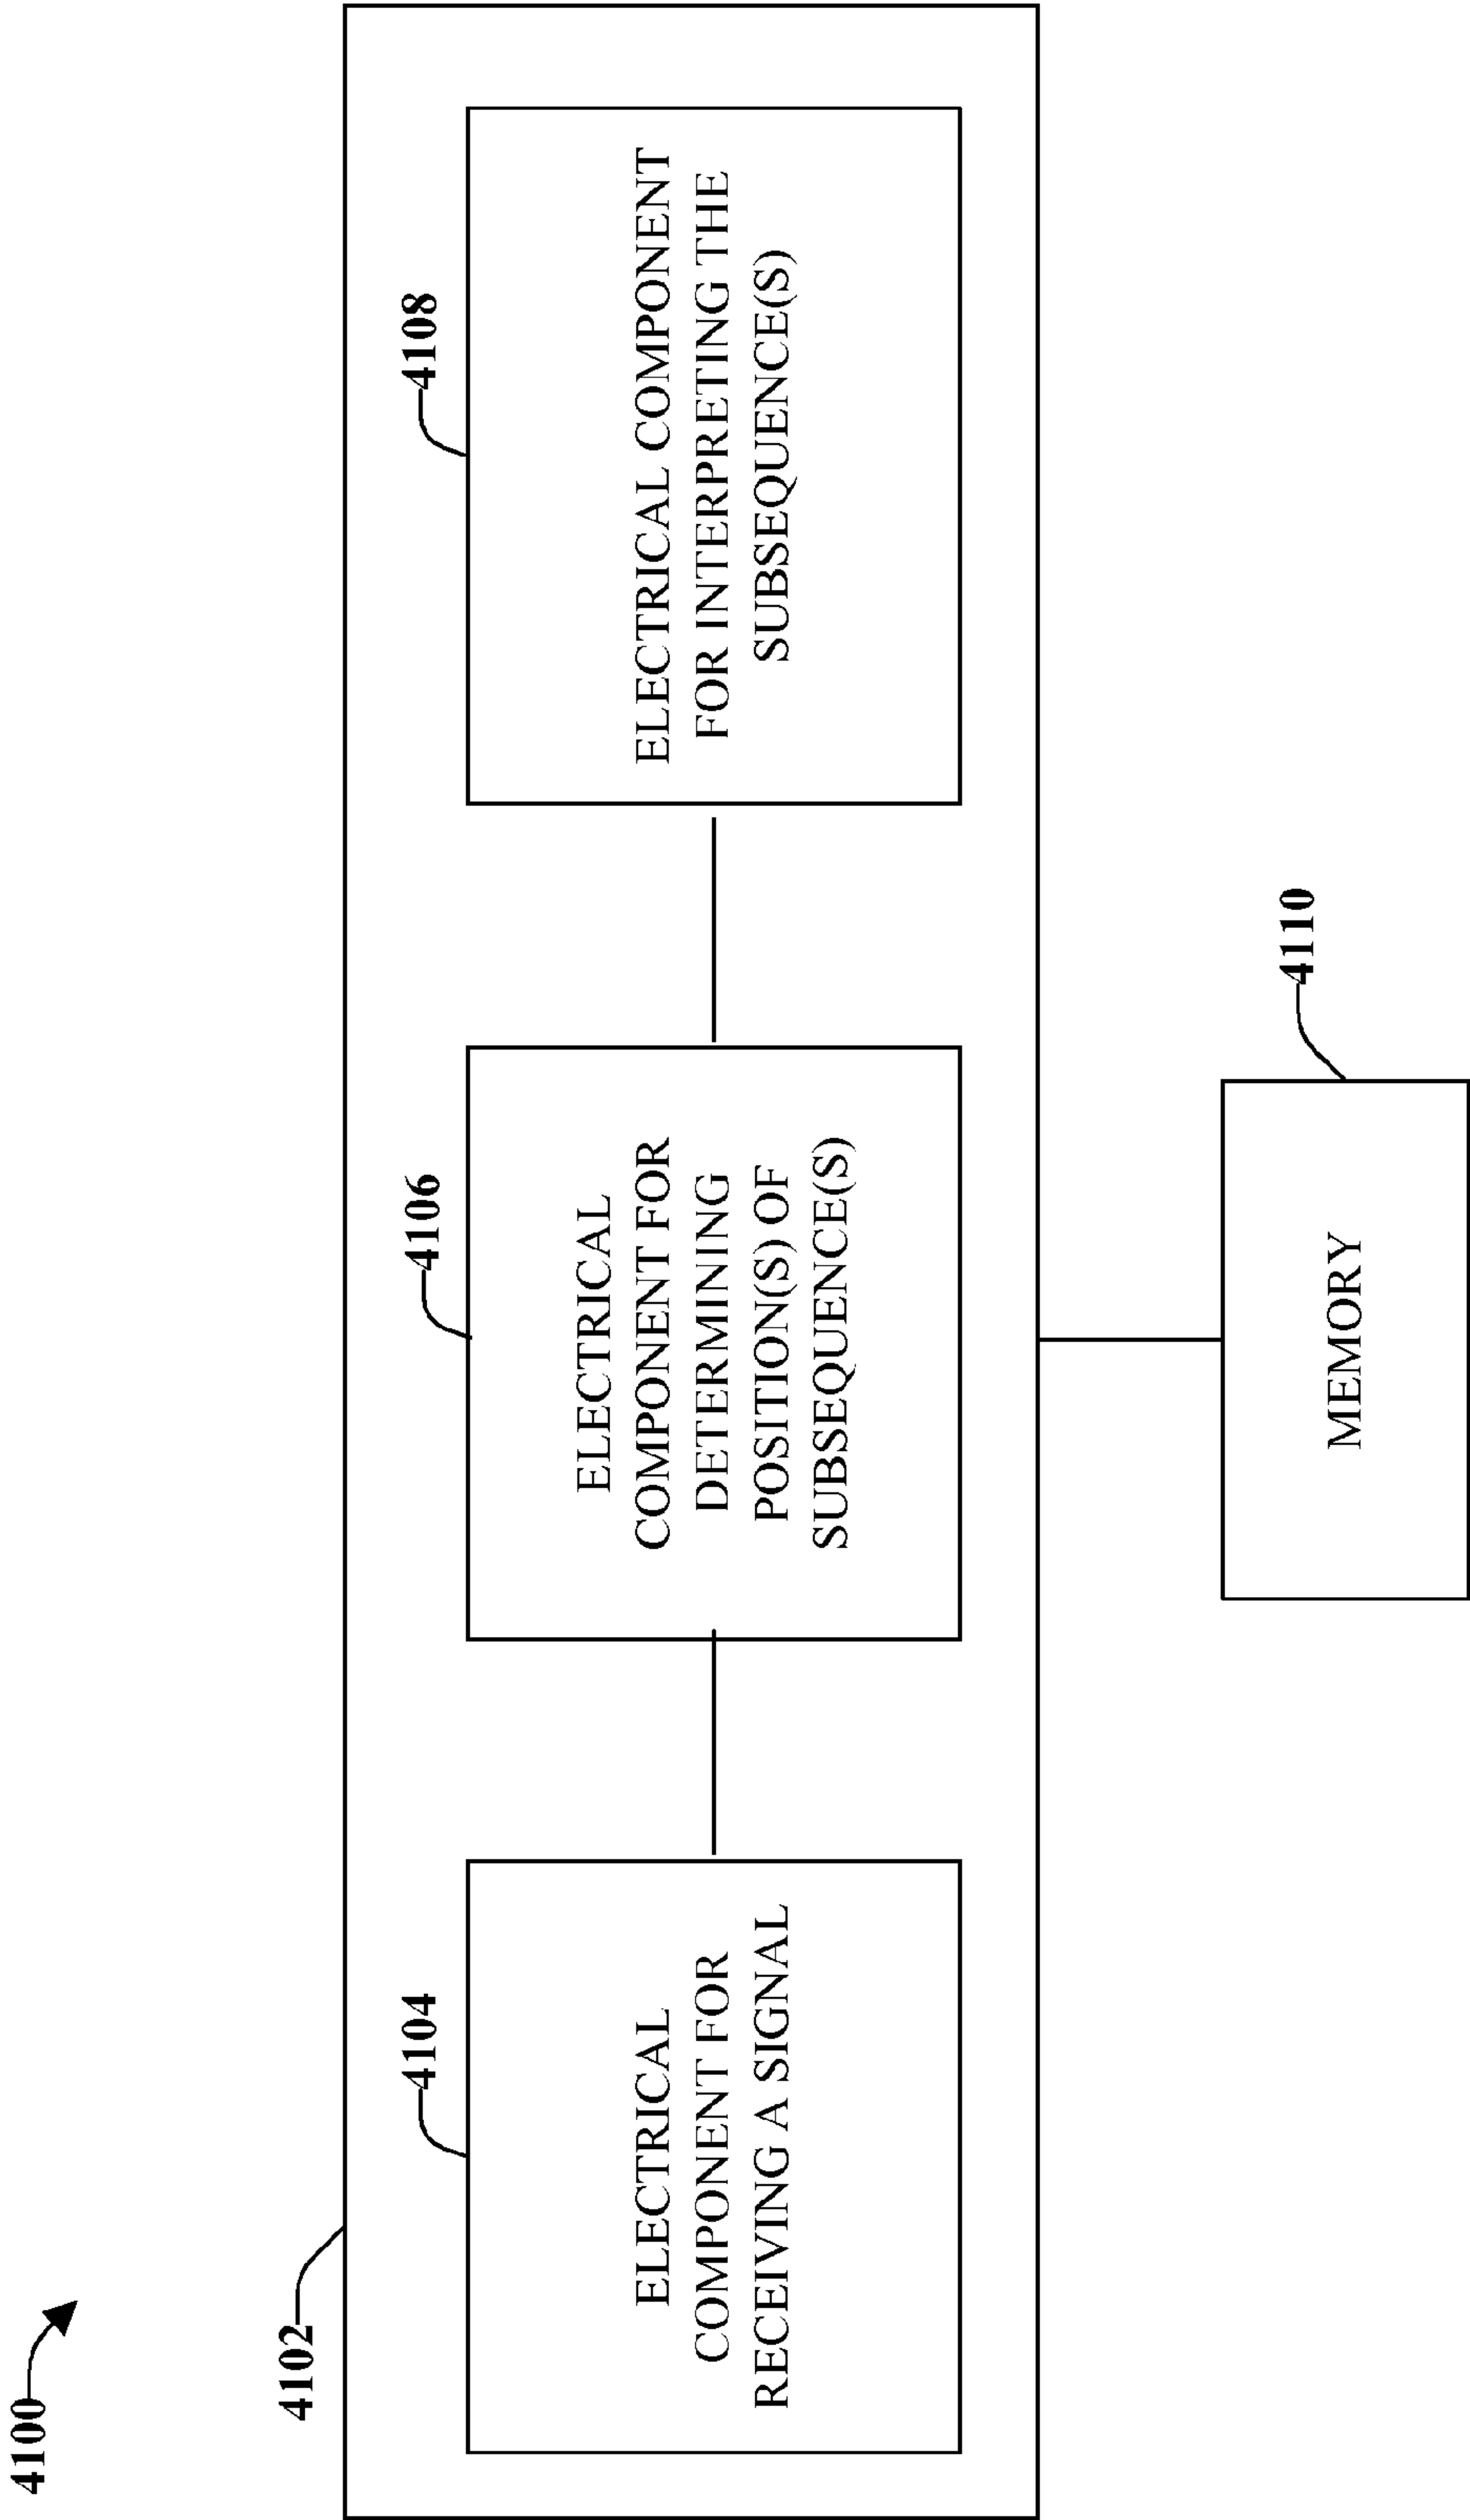 4100
4102
4104
ELECTRICAL
COMPONENT FOR
RECEIVING A SIGNAL
4106
ELECTRICAL
COMPONENT FOR
DETERMINING
POSITION(S) OF
SUBSEQUENCE(S)
4108
ELECTRICAL COMPONENT
FOR INTERPRETING THE
SUBSEQUENCE(S)
4110
MEMORY